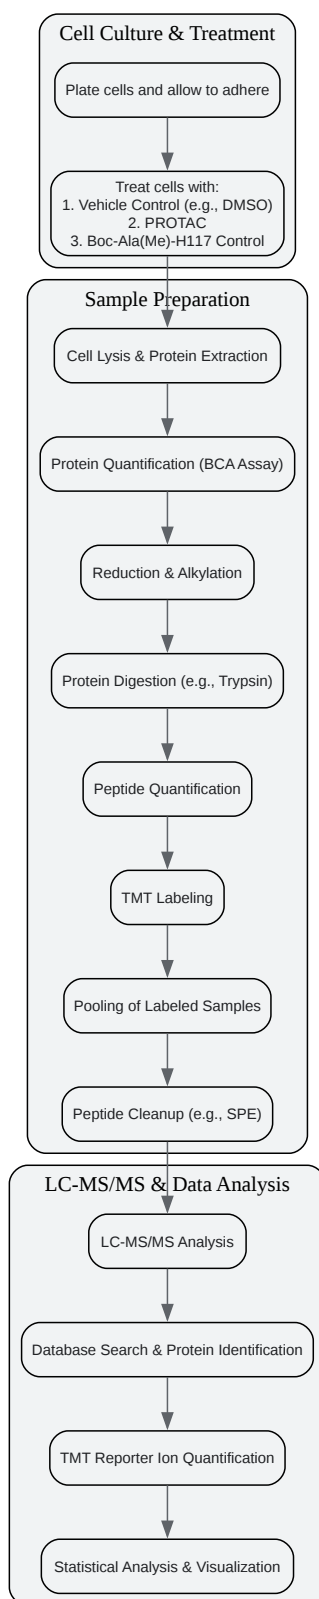 Cell Culture & Treatment
Plate cells and allow to adhere
Treat cells with:
1. Vehicle Control (e.g., DMSO)
2. PROTAC
3. Boc-Ala(Me)-H117 Control
Sample Preparation
Cell Lysis & Protein Extraction
Protein Quantification (BCA Assay)
Reduction & Alkylation
Protein Digestion (e.g., Trypsin)
Peptide Quantification
TMT Labeling
Pooling of Labeled Samples
Peptide Cleanup (e.g., SPE)
LC-MS/MS & Data Analysis
LC-MS/MS Analysis
Database Search & Protein Identification
TMT Reporter Ion Quantification
Statistical Analysis & Visualization